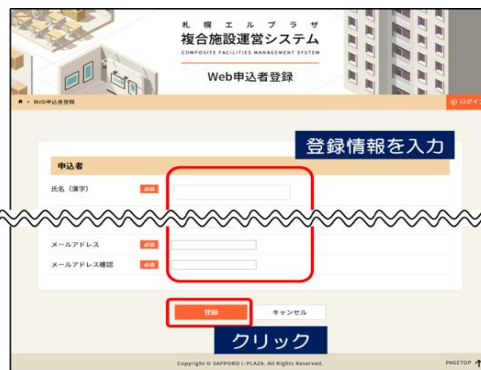 札幌エルプラザ
複合施設運営システム
COMPOSITE FACILITIES MANAGEMENT SYSTEM
Web申込者登録
> Web申込者登録
ログイン
登録情報を入力
申込者
氏名（漢字） 必須
メールアドレス 必須
メールアドレス確認 必須
登録 キャンセル
クリック
Copyright © SAPPORO L-PLAZA. All Rights Reserved.
PAGETOP